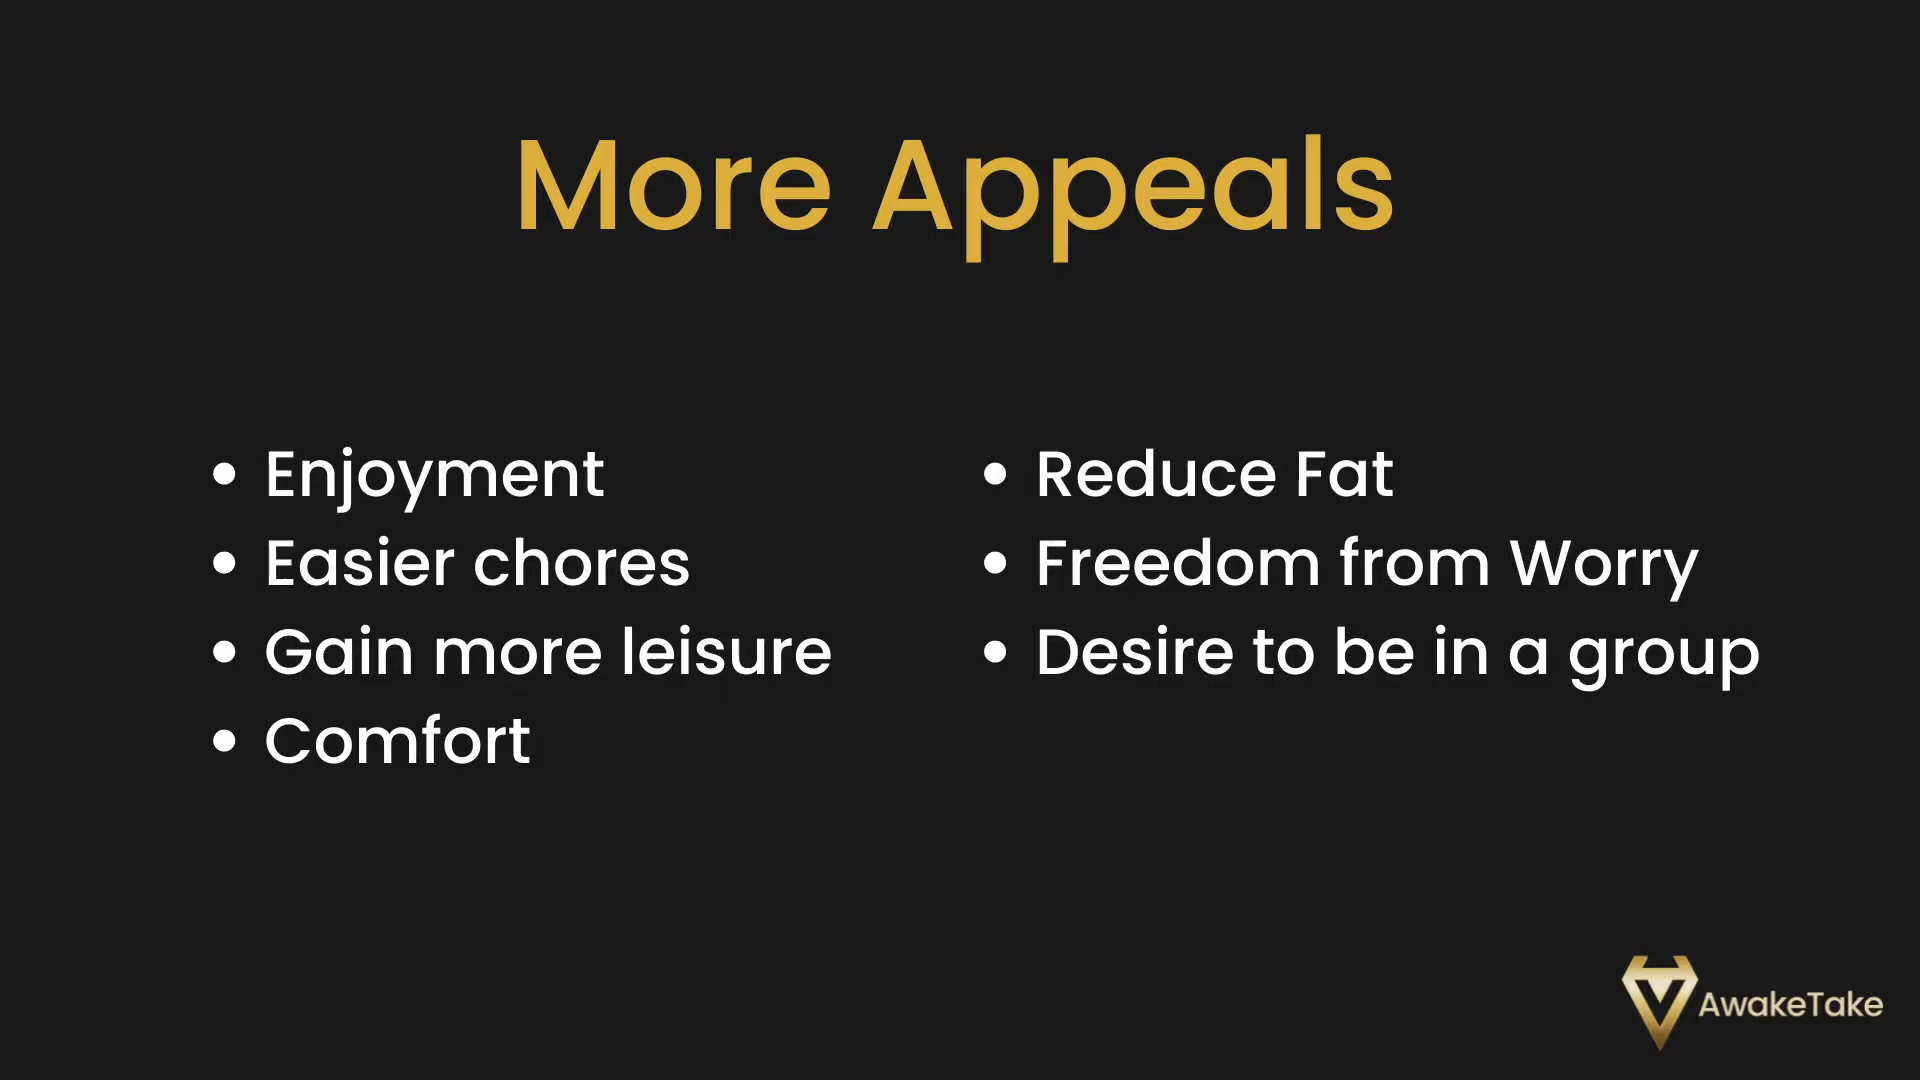 More Appeals
• Enjoyment
• Easier chores
• Gain more leisure
• Comfort
• Reduce Fat
• Freedom from Worry
• Desire to be in a group
AwakeTake